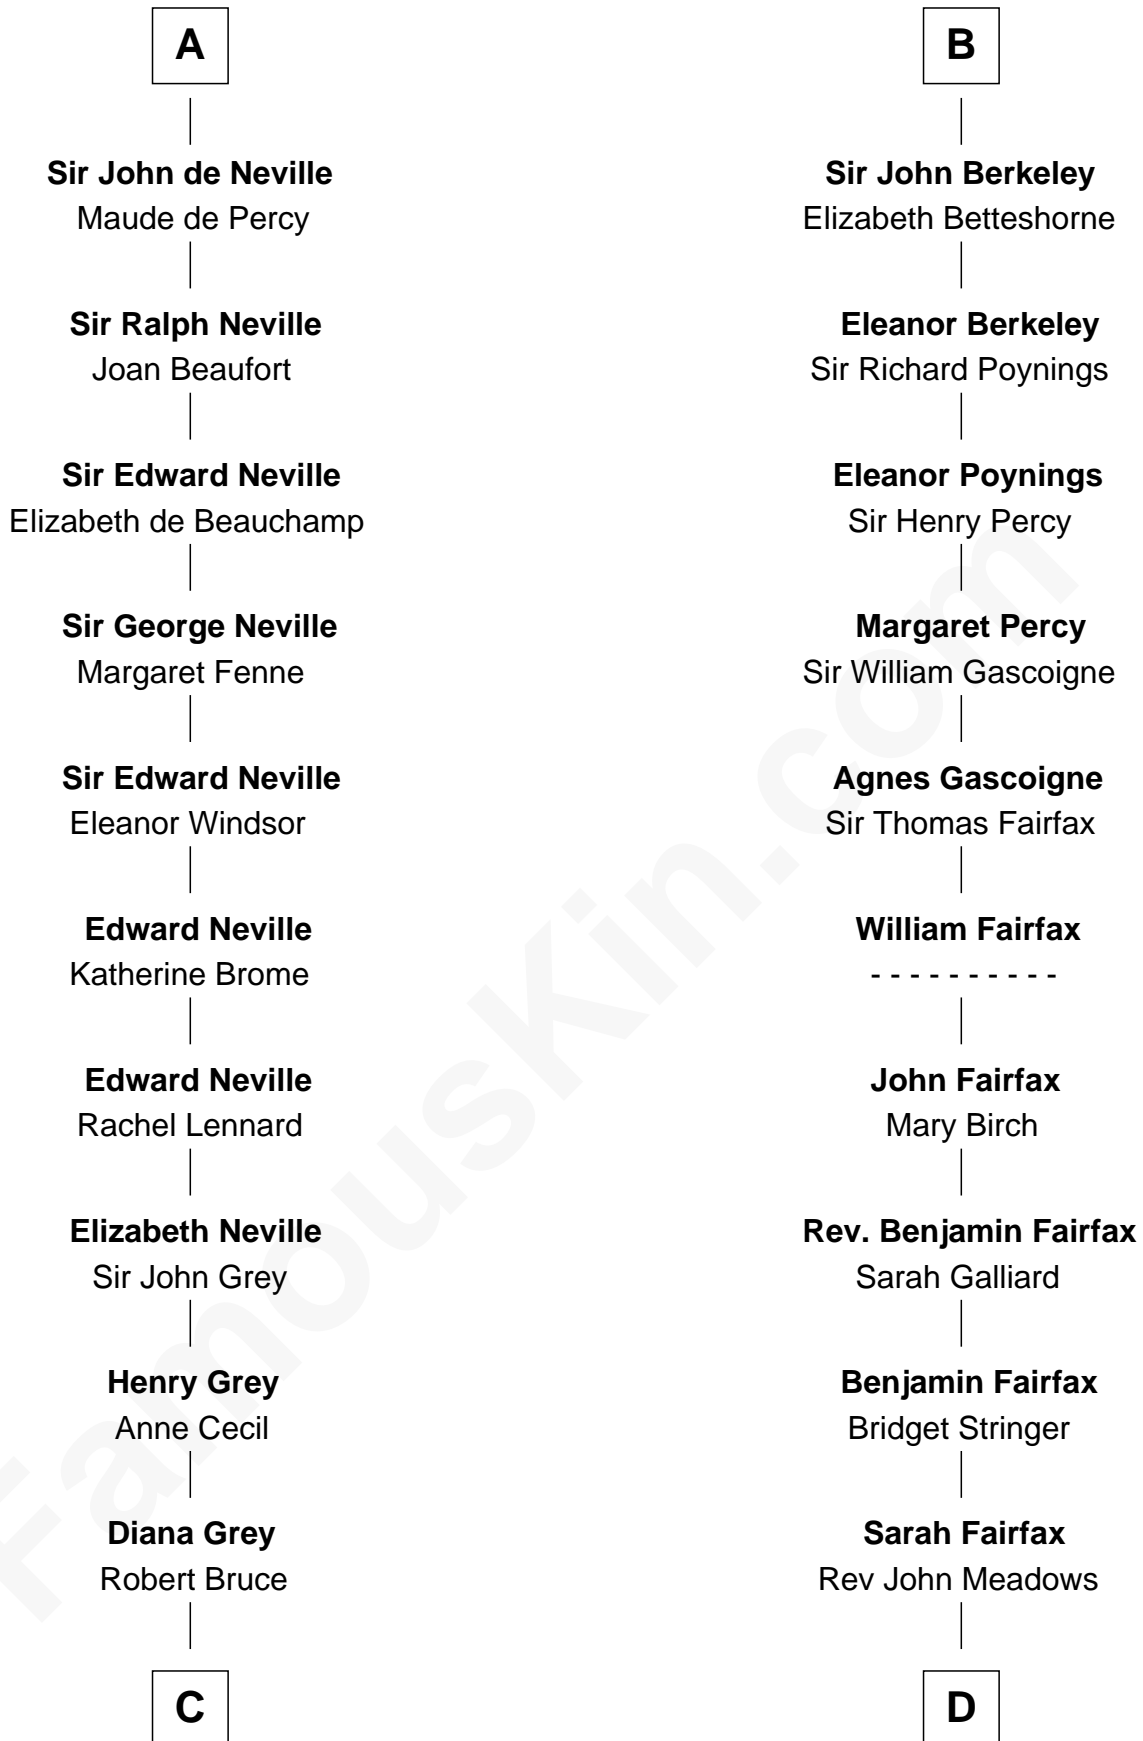 A
Sir John de Neville
Maude de Percy
Sir Ralph Neville
Joan Beaufort
Sir Edward Neville
Elizabeth de Beauchamp
Sir George Neville
Margaret Fenne
Sir Edward Neville
Eleanor Windsor
Edward Neville
Katherine Brome
Edward Neville
Rachel Lennard
Elizabeth Neville
Sir John Grey
Henry Grey
Anne Cecil
Diana Grey
Robert Bruce
C
B
Sir John Berkeley
Elizabeth Betteshorne
Eleanor Berkeley
Sir Richard Poynings
Eleanor Poynings
Sir Henry Percy
Margaret Percy
Sir William Gascoigne
Agnes Gascoigne
Sir Thomas Fairfax
William Fairfax
- - - - - - - - - -
John Fairfax
Mary Birch
Rev. Benjamin Fairfax
Sarah Galliard
Benjamin Fairfax
Bridget Stringer
Sarah Fairfax
Rev John Meadows
D
FamousKin.com